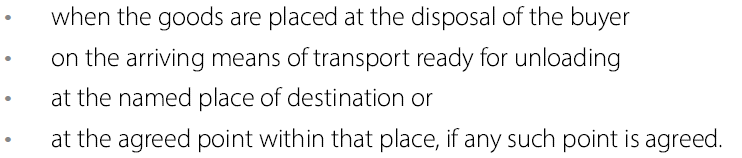 • when the goods are placed at the disposal of the buyer
• on the arriving means of transport ready for unloading
• at the named place of destination or
• at the agreed point within that place, if any such point is agreed.